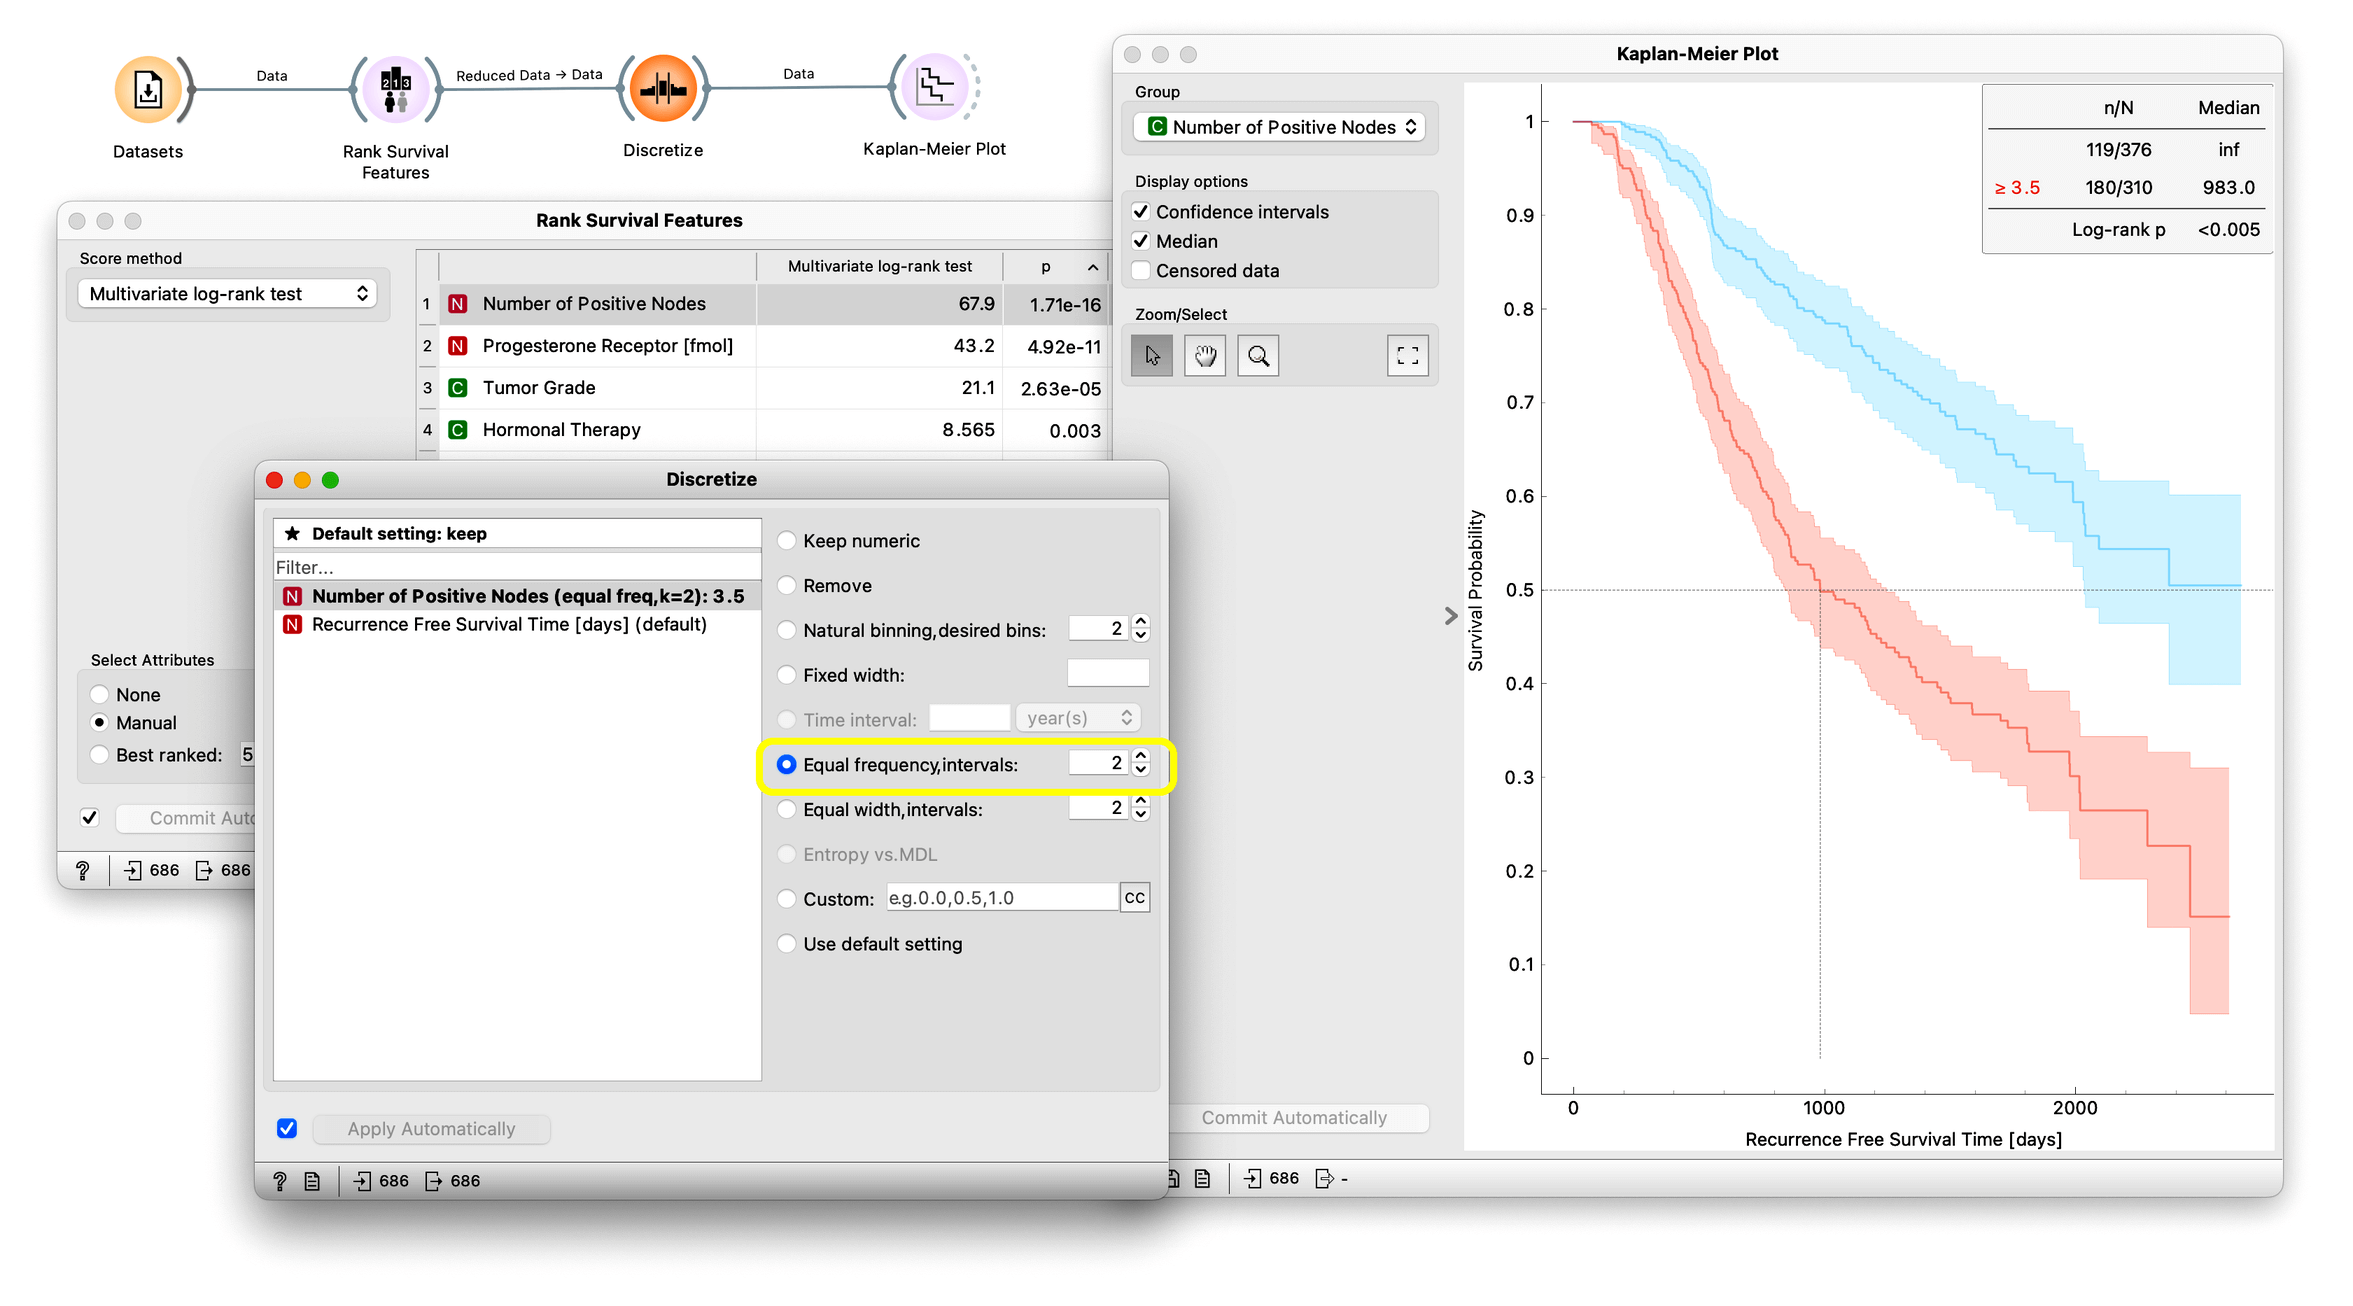 Data
Reduced Data → Data
Data
Datasets
Rank Survival
Features
Discretize
Kaplan-Meier Plot
Rank Survival Features
Score method
Multivariate log-rank test
Multivariate log-rank test p
1 N Number of Positive Nodes 67.9 1.71e-16
2 N Progesterone Receptor [fmol] 43.2 4.92e-11
3 C Tumor Grade 21.1 2.63e-05
4 C Hormonal Therapy 8.565 0.003
Select Attributes
None
Manual
Best ranked: 5
Commit Auto
? 686 686
Discretize
★ Default setting: keep
Filter...
N Number of Positive Nodes (equal freq,k=2): 3.5
N Recurrence Free Survival Time [days] (default)
Keep numeric
Remove
Natural binning,desired bins: 2
Fixed width:
Time interval: year(s)
Equal frequency,intervals: 2
Equal width,intervals: 2
Entropy vs.MDL
Custom: e.g.0.0,0.5,1.0 CC
Use default setting
Apply Automatically
? 686 686
Kaplan-Meier Plot
Group
C Number of Positive Nodes
Display options
Confidence intervals
Median
Censored data
Zoom/Select
Commit Automatically
686 -
n/N Median
119/376 inf
≥ 3.5 180/310 983.0
Log-rank p <0.005
Survival Probability
1
0.9
0.8
0.7
0.6
0.5
0.4
0.3
0.2
0.1
0
0 1000 2000
Recurrence Free Survival Time [days]